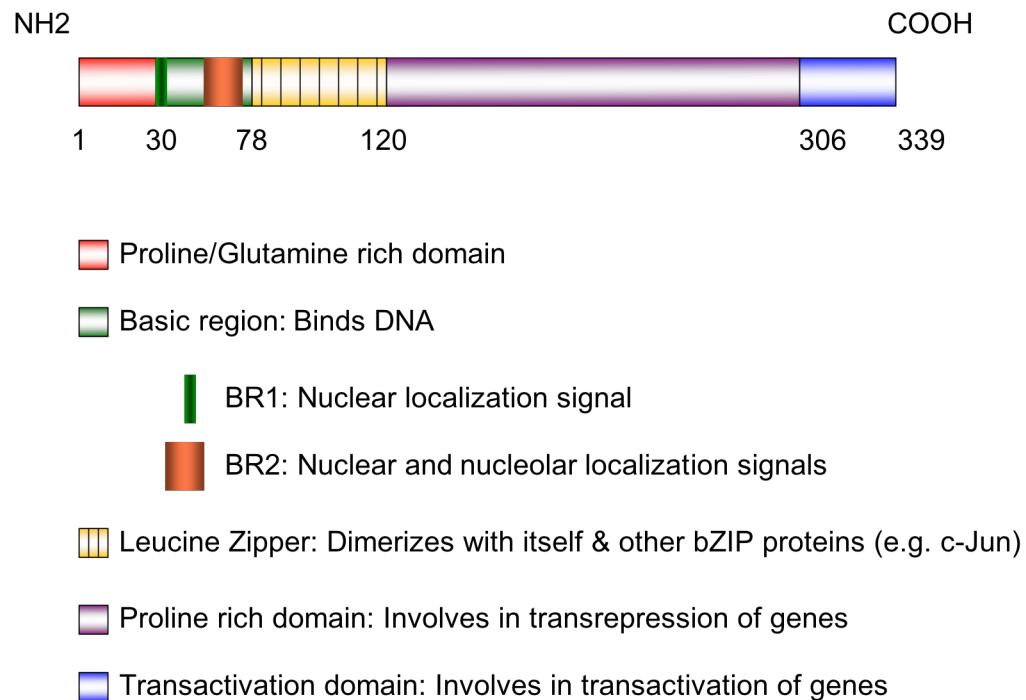 NH2 COOH
1 30 78 120 306 339
Proline/Glutamine rich domain
Basic region: Binds DNA
BR1: Nuclear localization signal
BR2: Nuclear and nucleolar localization signals
Leucine Zipper: Dimerizes with itself & other bZIP proteins (e.g. c-Jun)
Proline rich domain: Involves in transrepression of genes
Transactivation domain: Involves in transactivation of genes